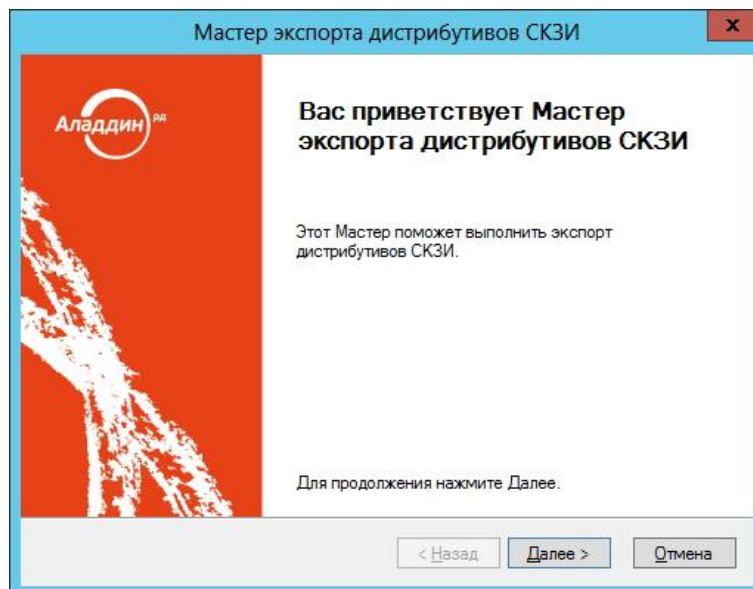 Мастер экспорта дистрибутивов СКЗИ
x
Аладдин РД
Вас приветствует Мастер
экспорта дистрибутивов СКЗИ
Этот Мастер поможет выполнить экспорт
дистрибутивов СКЗИ.
Для продолжения нажмите Далее.
< Назад
Далее >
Отмена